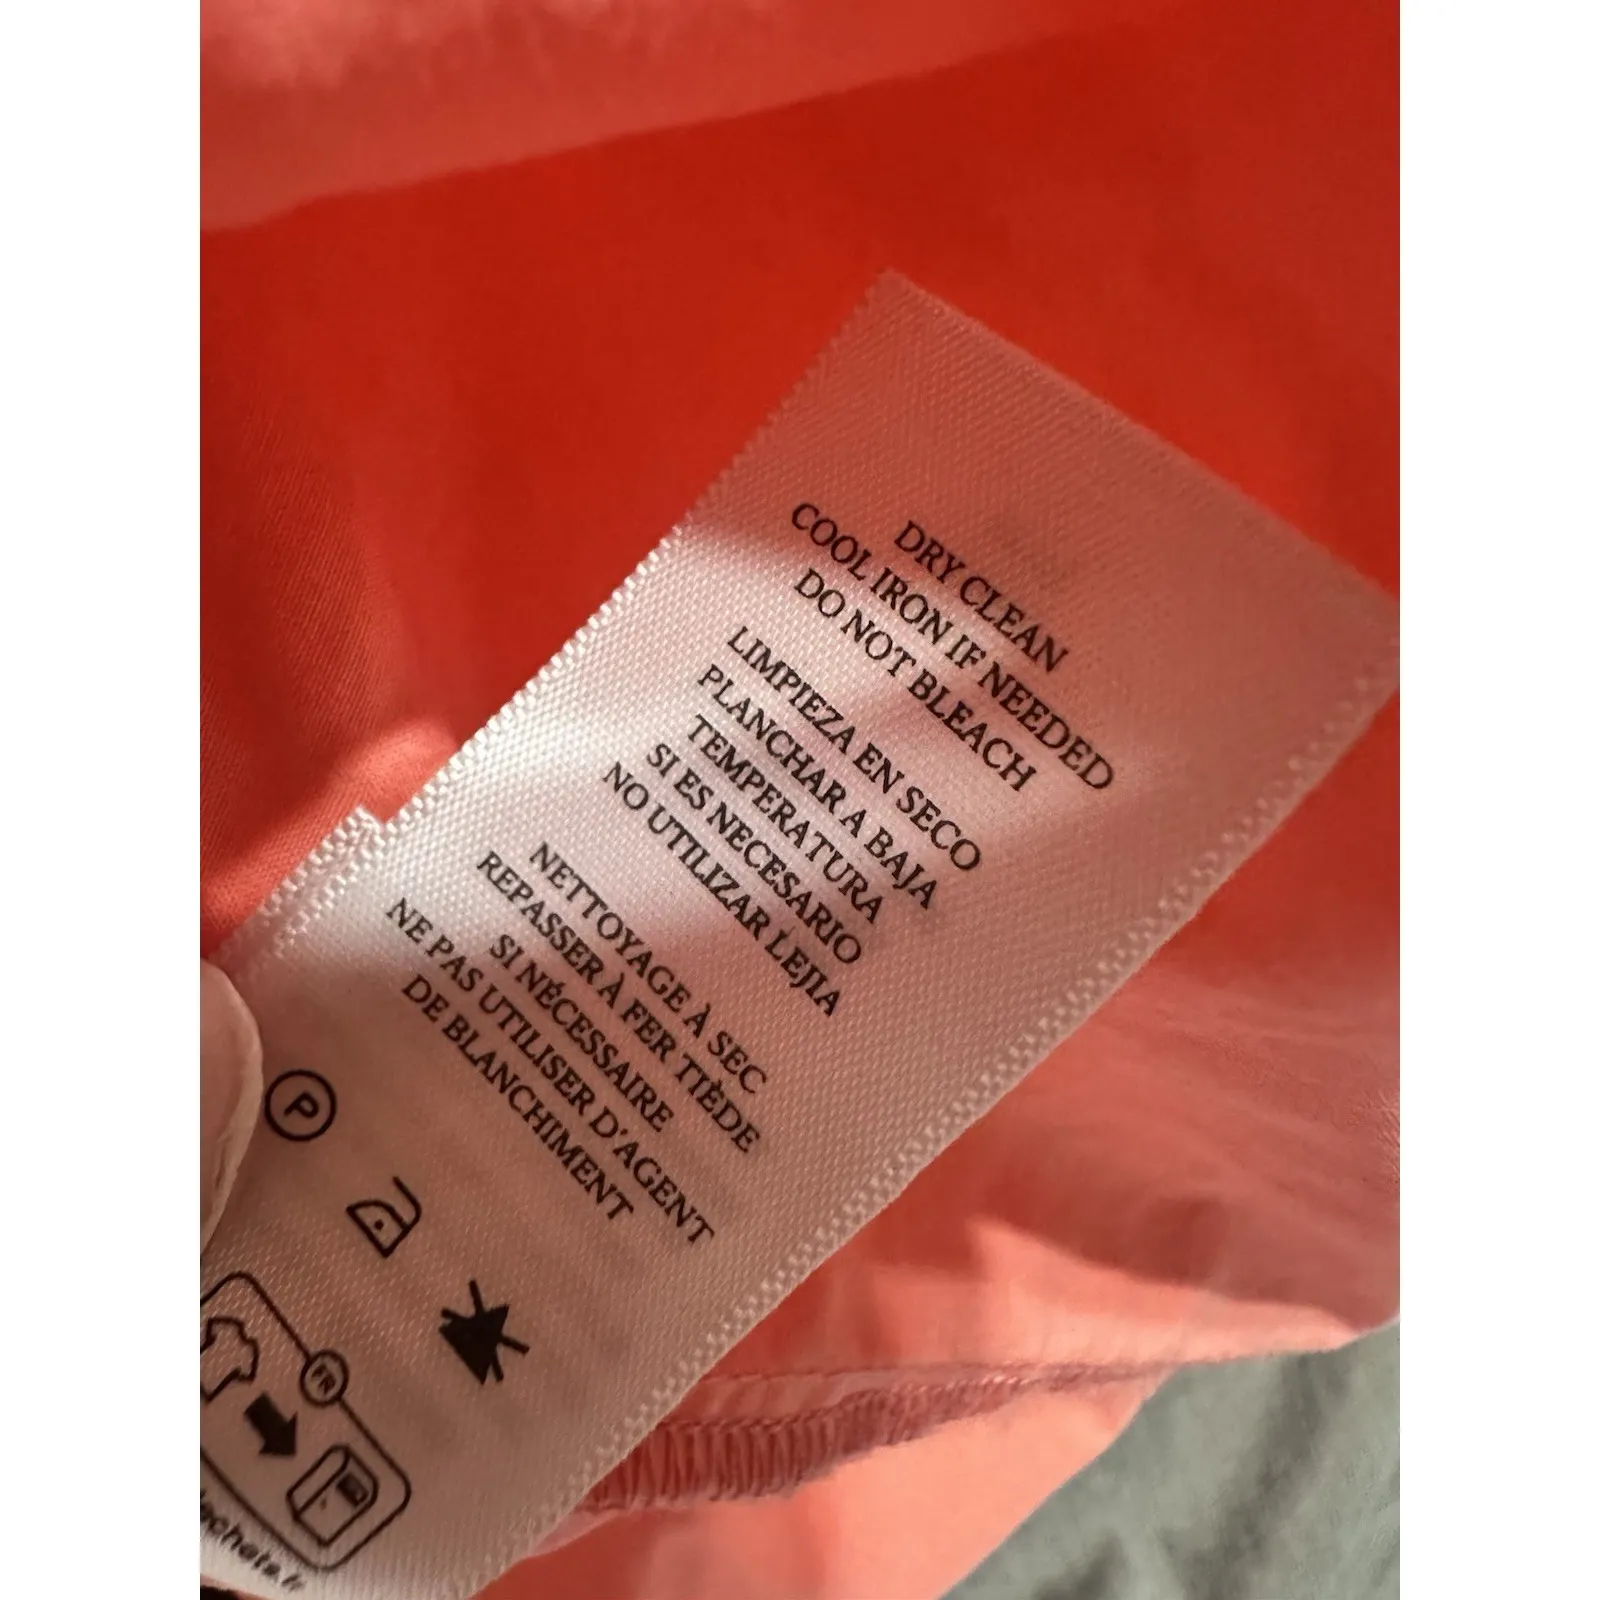 DRY CLEAN
COOL IRON IF NEEDED
DO NOT BLEACH
LIMPIEZA EN SECO
PLANCHAR A BAJA
TEMPERATURA
SI ES NECESARIO
NO UTILIZAR LEJIA
NETTOYAGE À SEC
REPASSER À FER TIÈDE
SI NÉCESSAIRE
NE PAS UTILISER D'AGENT
DE BLANCHIMENT
P
FR